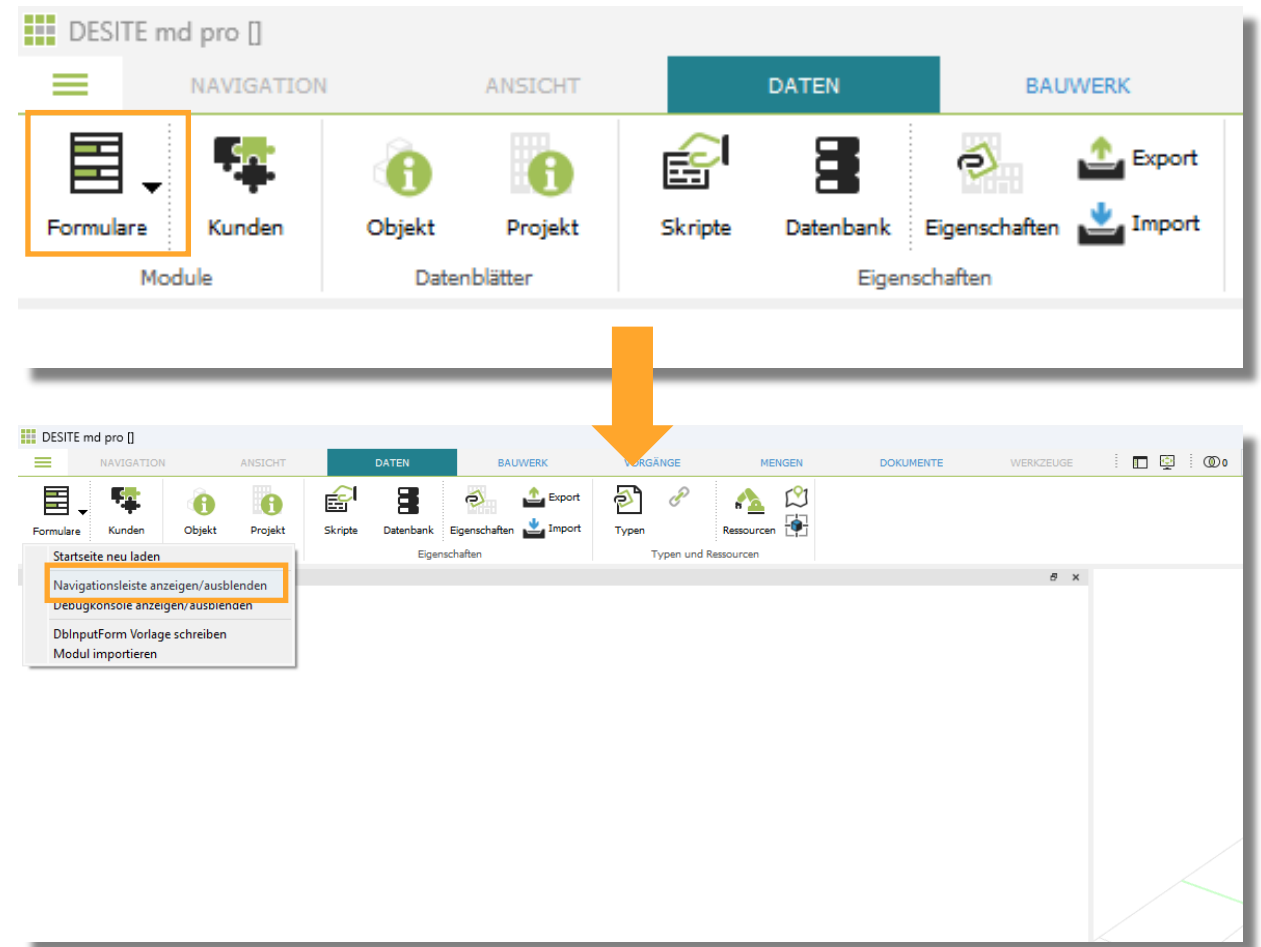 DESITE md pro []
NAVIGATION ANSICHT DATEN BAUWERK
Formulare Kunden Objekt Projekt Skripte Datenbank Eigenschaften Export
Import
Module Datenblätter Eigenschaften
DESITE md pro []
NAVIGATION ANSICHT DATEN BAUWERK VORGÄNGE MENGEN DOKUMENTE WERKZEUGE 0
Formulare Kunden Objekt Projekt Skripte Datenbank Eigenschaften Export Typen Ressourcen
Import
Eigenschaften Typen und Ressourcen
Startseite neu laden
Navigationsleiste anzeigen/ausblenden
Debugkonsole anzeigen/ausblenden
DbInputForm Vorlage schreiben
Modul importieren